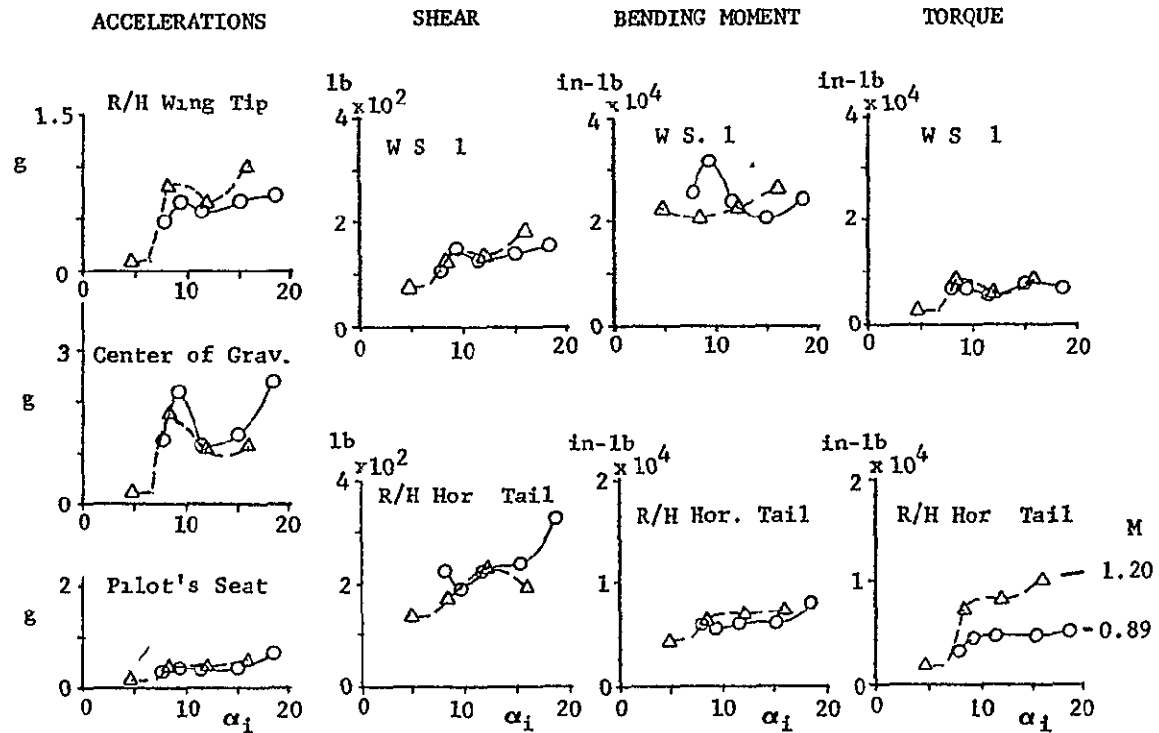 ACCELERATIONS SHEAR BENDING MOMENT TORQUE
R/H Wing Tip
1.5
g
0
10 20
lb
x10^2
4
W S 1
2
0
0 10 20
in-lb
x10^4
4
W S. 1
2
0
0 10 20
in-lb
x10^4
4
W S 1
2
0
0 10 20
Center of Grav.
3
g
0
0 10 20
Pilot's Seat
2
g
0
0 10 αi 20
lb
x10^2
4
R/H Hor Tail
2
0
0 10 αi 20
in-lb
x10^4
2
R/H Hor. Tail
1
0
0 10 αi 20
in-lb
x10^4
2
R/H Hor Tail
1
0
0 10 αi 20
M
1.20
0.89